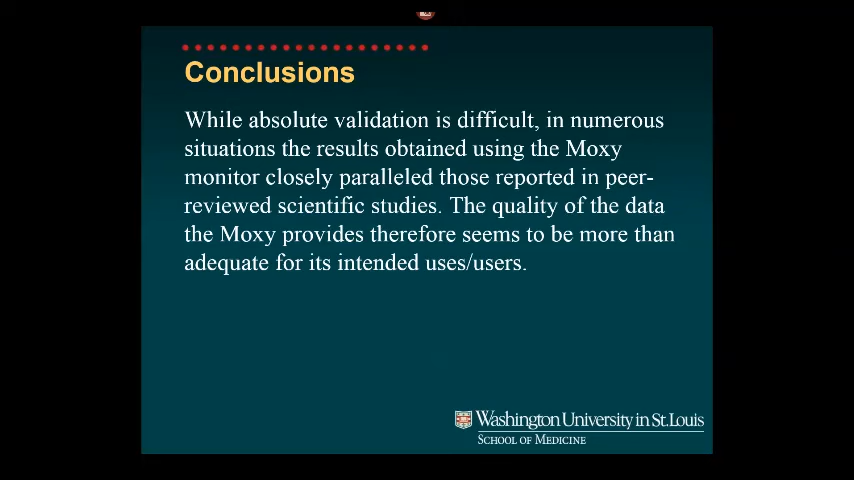 Conclusions
While absolute validation is difficult, in numerous
situations the results obtained using the Moxy
monitor closely paralleled those reported in peer-
reviewed scientific studies. The quality of the data
the Moxy provides therefore seems to be more than
adequate for its intended uses/users.
Washington University in St. Louis
SCHOOL OF MEDICINE